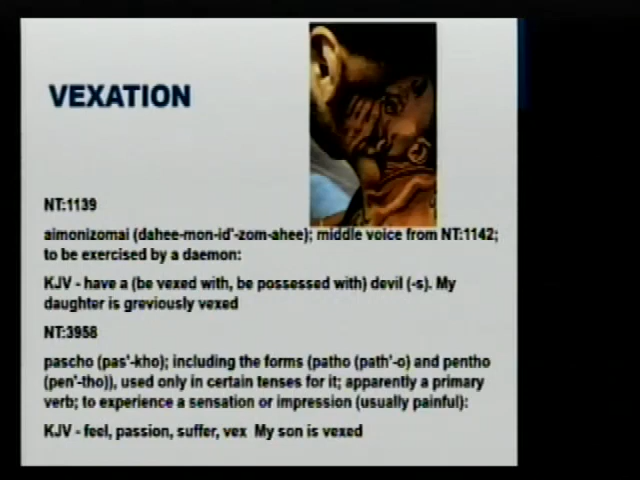 VEXATION
NT:1139
aimonizomai (dahee-mon-id'-zom-ahee); middle voice from NT:1142;
to be exercised by a daemon:
KJV - have a (be vexed with, be possessed with) devil (-s). My
daughter is greviously vexed
NT:3958
pascho (pas'-kho); including the forms (patho (path'-o) and pentho
(pen'-tho)), used only in certain tenses for it; apparently a primary
verb; to experience a sensation or impression (usually painful):
KJV - feel, passion, suffer, vex My son is vexed